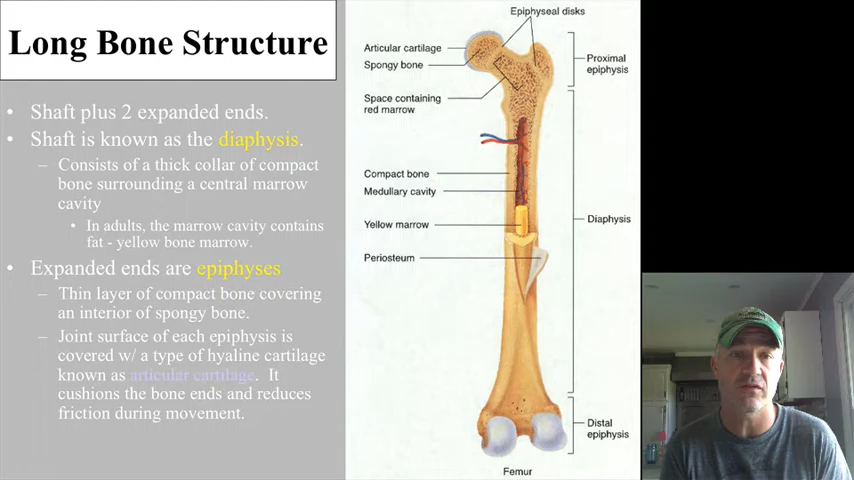 Long Bone Structure
• Shaft plus 2 expanded ends.
• Shaft is known as the diaphysis.
– Consists of a thick collar of compact
bone surrounding a central marrow
cavity
• In adults, the marrow cavity contains
fat - yellow bone marrow.
• Expanded ends are epiphyses
– Thin layer of compact bone covering
an interior of spongy bone.
– Joint surface of each epiphysis is
covered w/ a type of hyaline cartilage
known as articular cartilage. It
cushions the bone ends and reduces
friction during movement.
Epiphyseal disks
Articular cartilage
Spongy bone
Space containing
red marrow
Compact bone
Medullary cavity
Yellow marrow
Periosteum
Proximal
epiphysis
Diaphysis
Distal
epiphysis
Femur